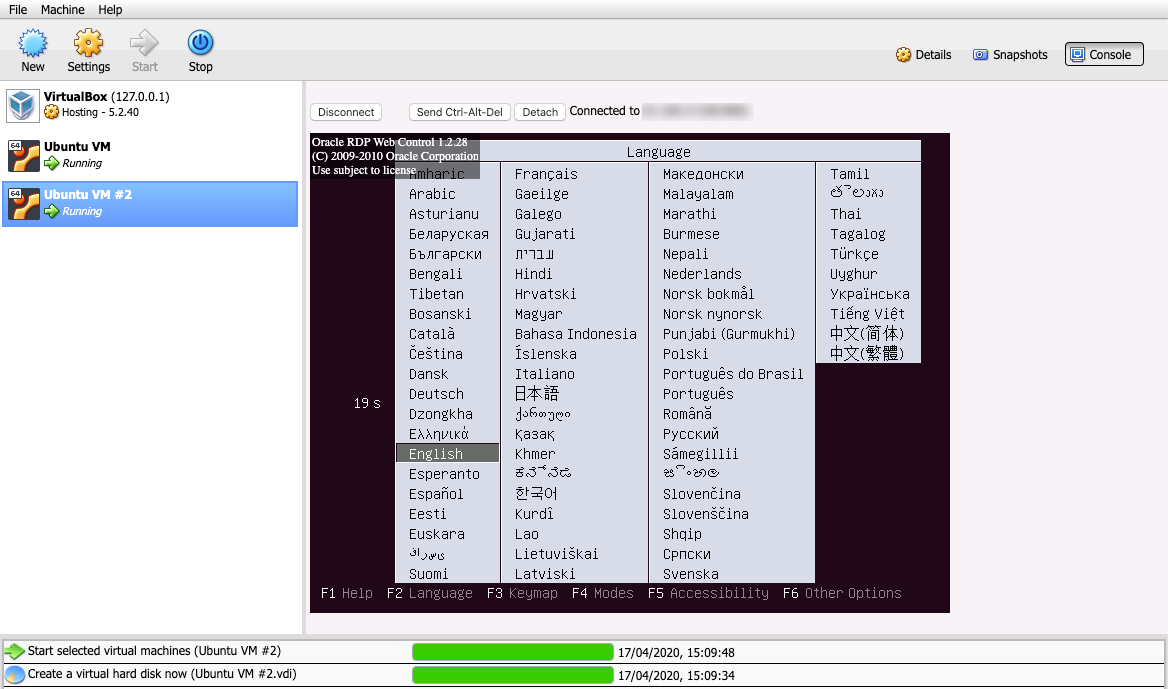 File Machine Help
New Settings Start Stop
Details Snapshots Console
VirtualBox (127.0.0.1)
Hosting - 5.2.40
64
Ubuntu VM
Running
64
Ubuntu VM #2
Running
Disconnect Send Ctrl-Alt-Del Detach Connected to
Oracle RDP Web Control 1.2.28
(C) 2009-2010 Oracle Corporation
Use subject to license
Language
Amharic
Arabic
Asturianu
Беларуская
Български
Bengali
Tibetan
Bosanski
Català
Čeština
Dansk
Deutsch
Dzongkha
Ελληνικά
English
Esperanto
Español
Eesti
Euskara
Suomi
Français
Gaeilge
Galego
Gujarati
עברית
Hindi
Hrvatski
Magyar
Bahasa Indonesia
Íslenska
Italiano
日本語
ქართული
Қазақ
Khmer
ಕನ್ನಡ
한국어
Kurdî
Lao
Lietuviškai
Latviski
Македонски
Malayalam
Marathi
Burmese
Nepali
Nederlands
Norsk bokmål
Norsk nynorsk
Punjabi (Gurmukhi)
Polski
Português do Brasil
Português
Română
Русский
Sámegillii
සිංහල
Slovenčina
Slovenščina
Shqip
Српски
Svenska
Tamil
తెలుగు
Thai
Tagalog
Türkçe
Uyghur
Українська
Tiếng Việt
中文(简体)
中文(繁體)
19 s
F1 Help F2 Language F3 Keymap F4 Modes F5 Accessibility F6 Other Options
Start selected virtual machines (Ubuntu VM #2) 17/04/2020, 15:09:48
Create a virtual hard disk now (Ubuntu VM #2.vdi) 17/04/2020, 15:09:34